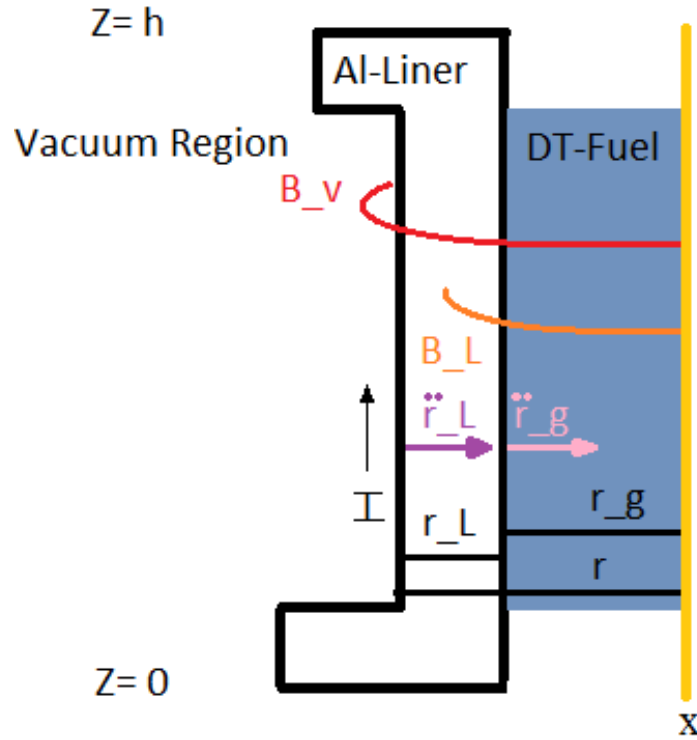 Z= h
Al-Liner
Vacuum Region
DT-Fuel
B_v
B_L
r̈_L
r̈_g
I
r_L
r_g
r
Z= 0
x